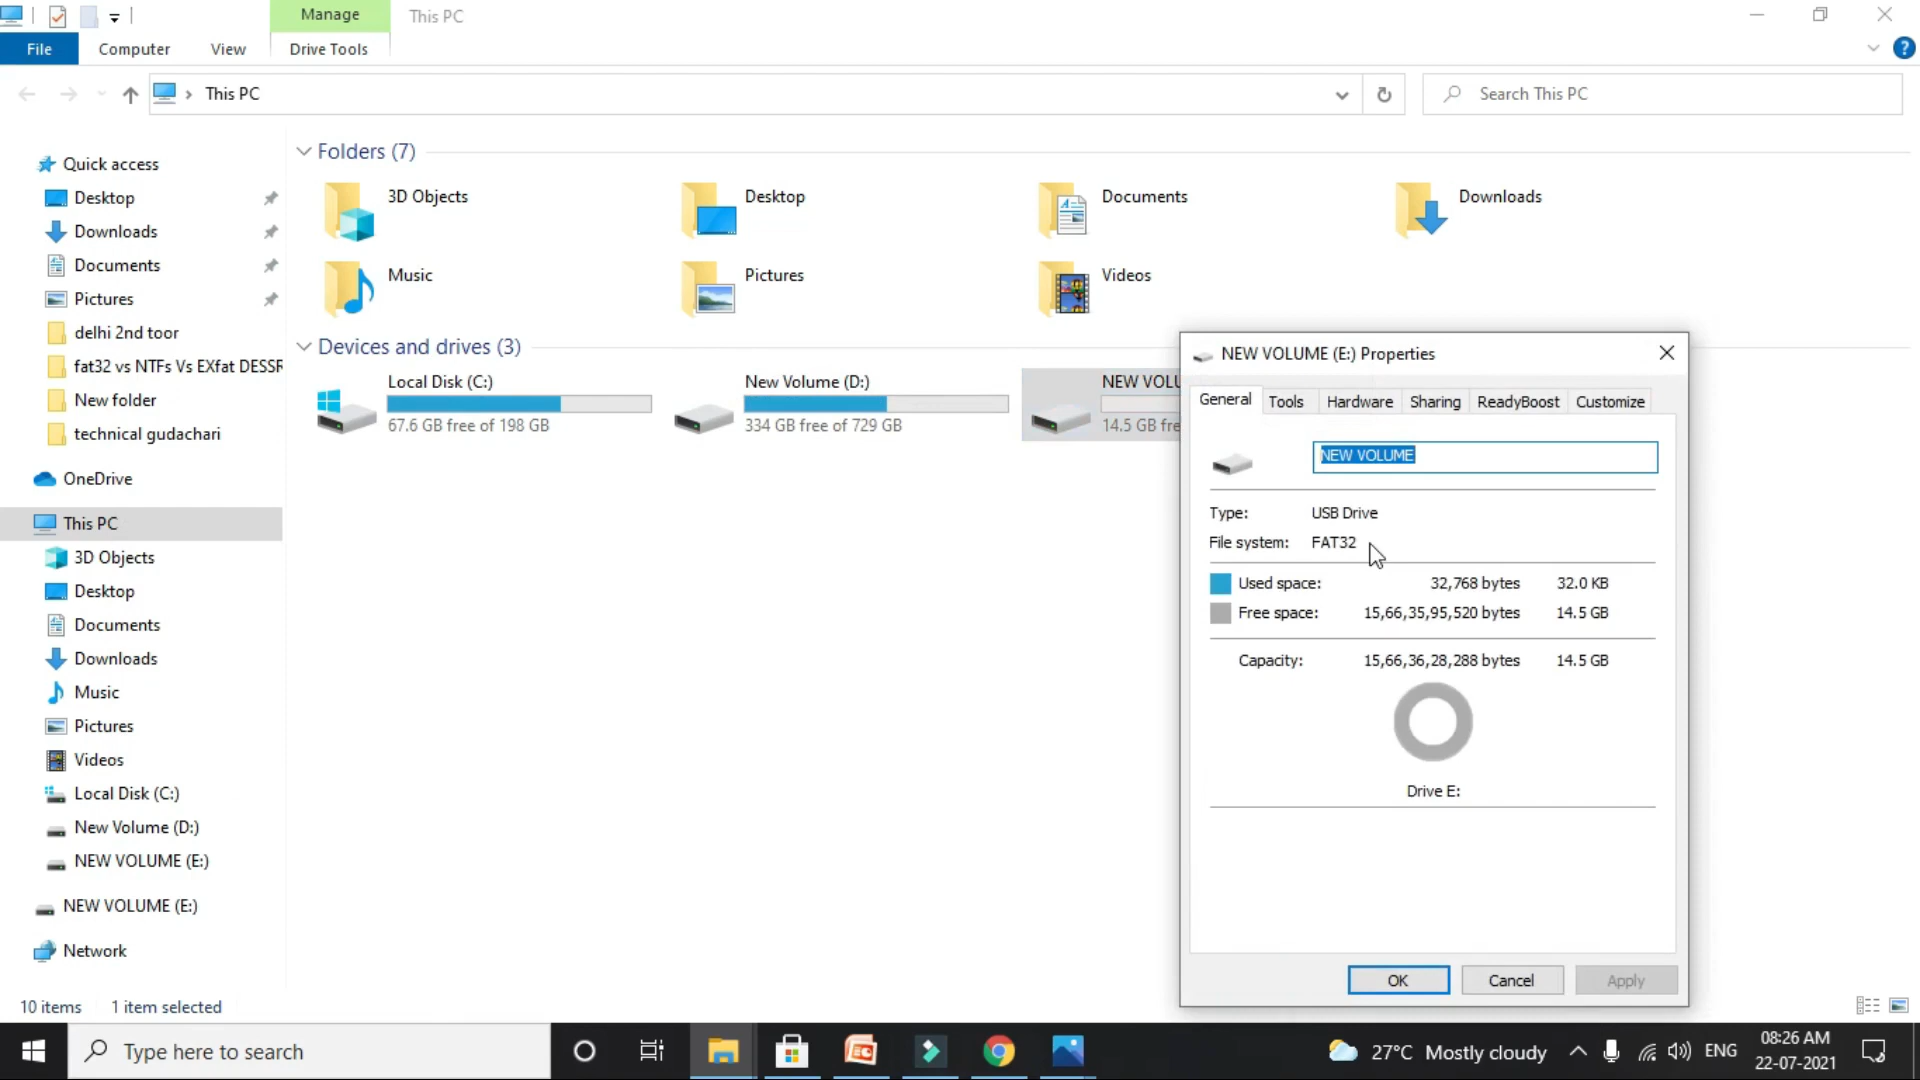 Manage
This PC
File
Computer
View
Drive Tools
This PC
Search This PC
Quick access
Desktop
Downloads
Documents
Pictures
delhi 2nd toor
fat32 vs NTFs Vs EXfat DESSR
New folder
technical gudachari
OneDrive
This PC
3D Objects
Desktop
Documents
Downloads
Music
Pictures
Videos
Local Disk (C:)
New Volume (D:)
NEW VOLUME (E:)
NEW VOLUME (E:)
Network
Folders (7)
3D Objects
Desktop
Documents
Downloads
Music
Pictures
Videos
Devices and drives (3)
Local Disk (C:)
67.6 GB free of 198 GB
New Volume (D:)
334 GB free of 729 GB
NEW VOLU
14.5 GB fre
NEW VOLUME (E:) Properties
General Tools Hardware Sharing ReadyBoost Customize
NEW VOLUME
Type: USB Drive
File system: FAT32
Used space: 32,768 bytes 32.0 KB
Free space: 15,66,35,95,520 bytes 14.5 GB
Capacity: 15,66,36,28,288 bytes 14.5 GB
Drive E:
OK Cancel Apply
10 items 1 item selected
Type here to search
27°C Mostly cloudy
ENG
08:26 AM
22-07-2021